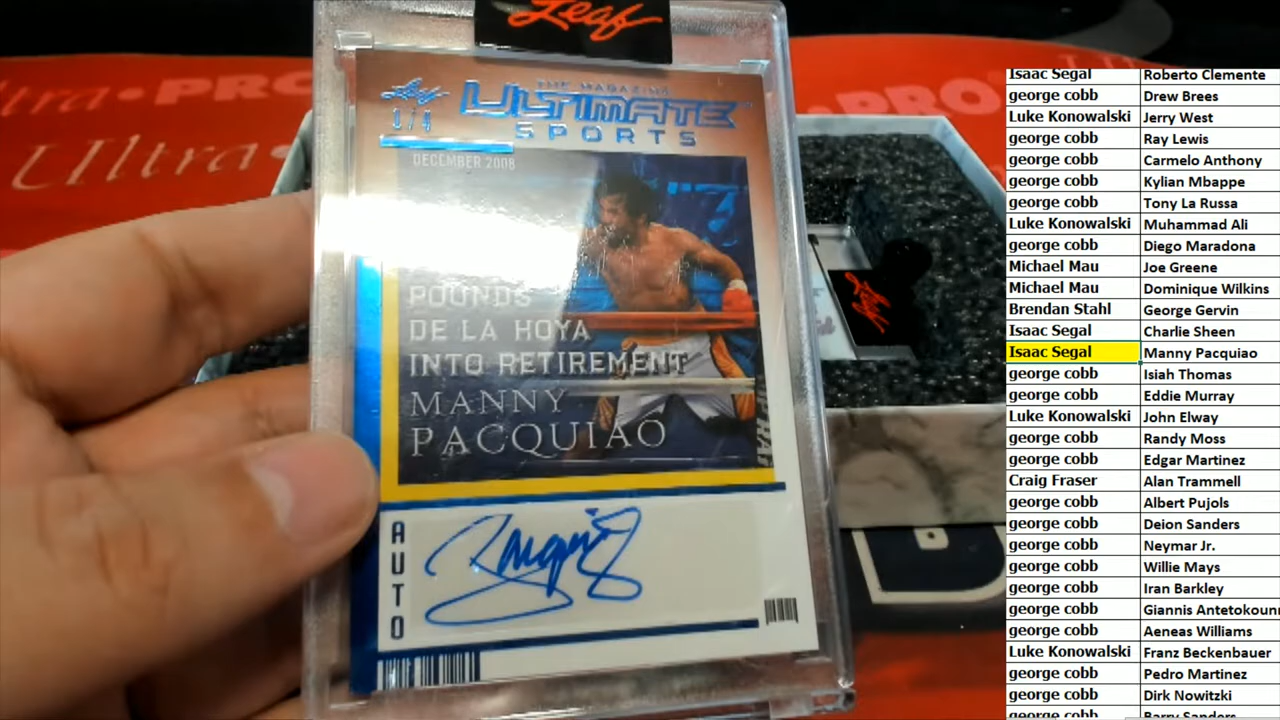 Leaf
Leaf
THE MAGAZINE
ULTIMATE
SPORTS
DECEMBER 2008
POUNDS
DE LA HOYA
INTO RETIREMENT
MANNY
PACQUIAO
AUTO
Ultra
PRO
Ultra
Isaac Segal Roberto Clemente
george cobb Drew Brees
Luke Konowalski Jerry West
george cobb Ray Lewis
george cobb Carmelo Anthony
george cobb Kylian Mbappe
george cobb Tony La Russa
Luke Konowalski Muhammad Ali
george cobb Diego Maradona
Michael Mau Joe Greene
Michael Mau Dominique Wilkins
Brendan Stahl George Gervin
Isaac Segal Charlie Sheen
Isaac Segal Manny Pacquiao
george cobb Isiah Thomas
george cobb Eddie Murray
Luke Konowalski John Elway
george cobb Randy Moss
george cobb Edgar Martinez
Craig Fraser Alan Trammell
george cobb Albert Pujols
george cobb Deion Sanders
george cobb Neymar Jr.
george cobb Willie Mays
george cobb Iran Barkley
george cobb Giannis Antetokoun
george cobb Aeneas Williams
Luke Konowalski Franz Beckenbauer
george cobb Pedro Martinez
george cobb Dirk Nowitzki
george cobb Barry Sanders